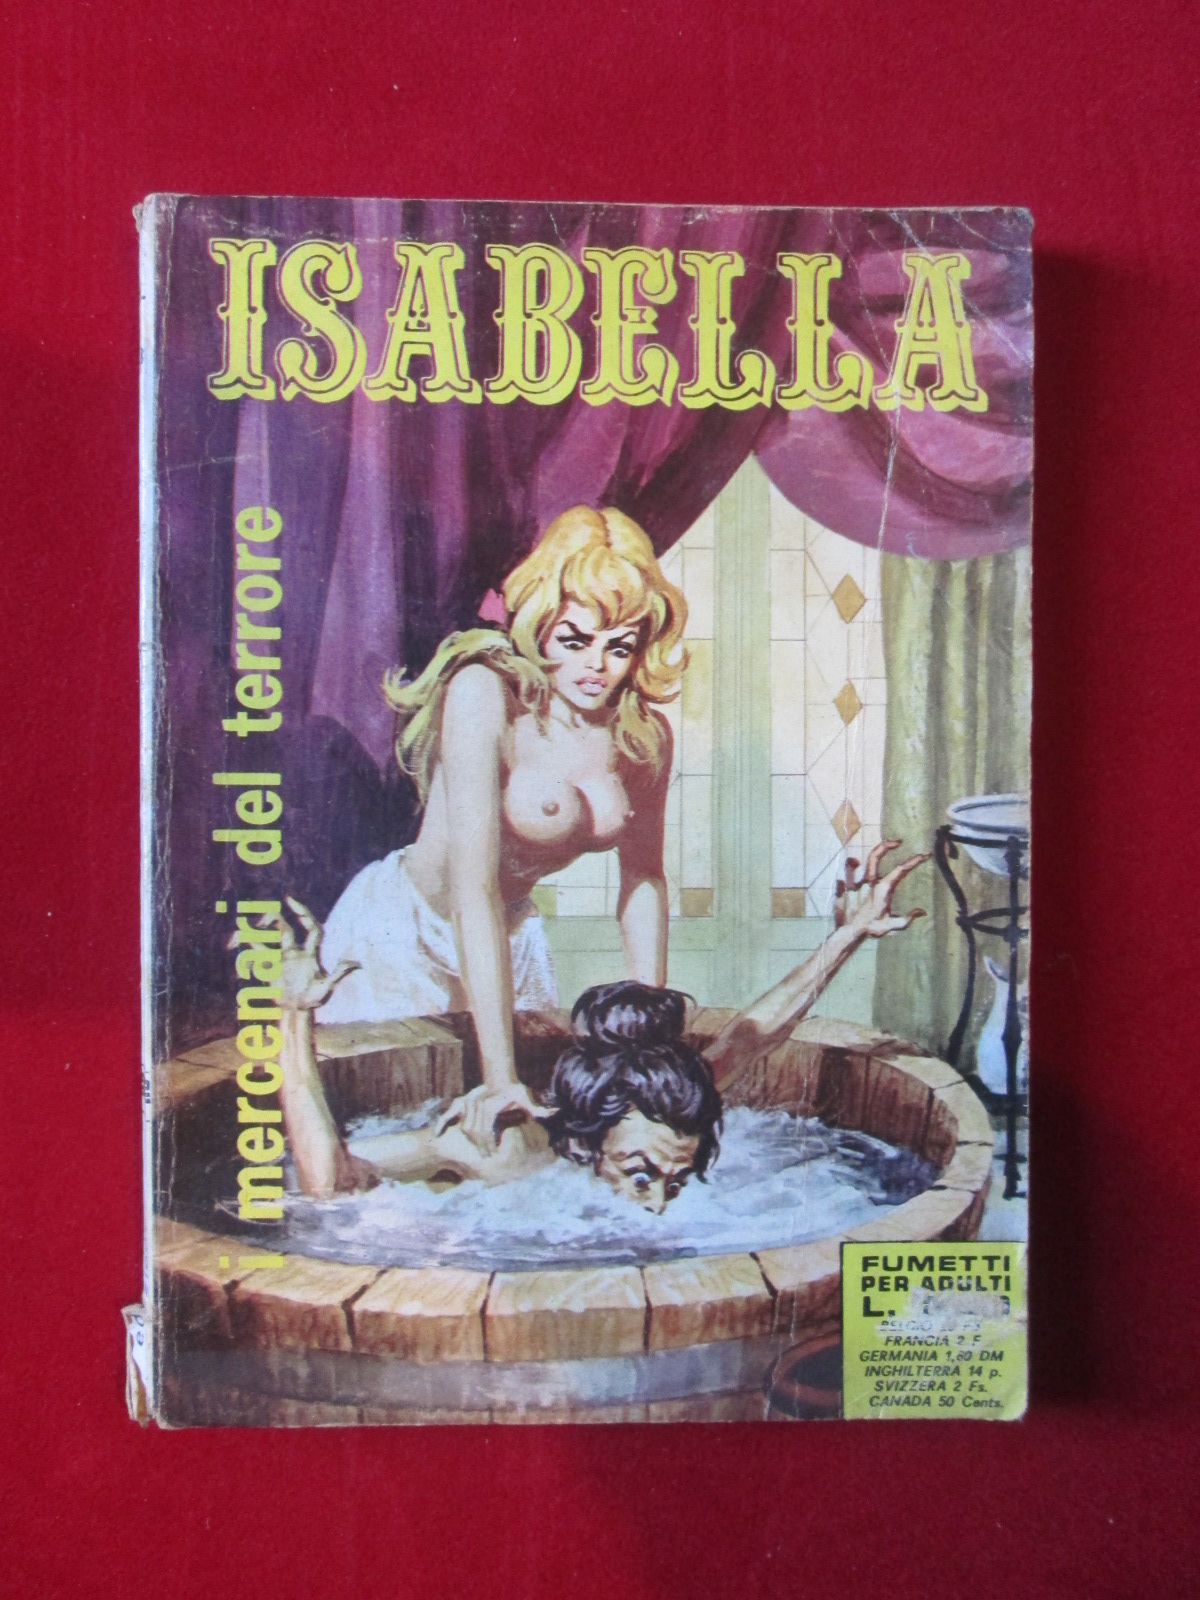 ISABELLA
i mercenari del terrore
FUMETTI
PER ADULTI
L.
BELGIO
FRANCIA 2 F.
GERMANIA 1,60 DM
INGHILTERRA 14 p.
SVIZZERA 2 Fs.
CANADA 50 Cents.